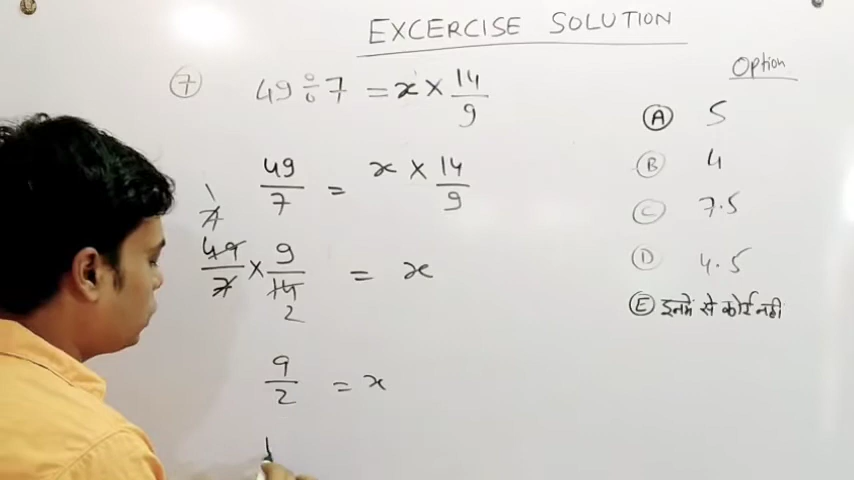 EXCERCISE SOLUTION
7 49 ÷ 7 = x × 14/9
49/7 = x × 14/9
1
7
49/7 × 9/14 = x
2
9/2 = x
Option
A 5
B 4
C 7.5
D 4.5
E इनमे से कोई नही